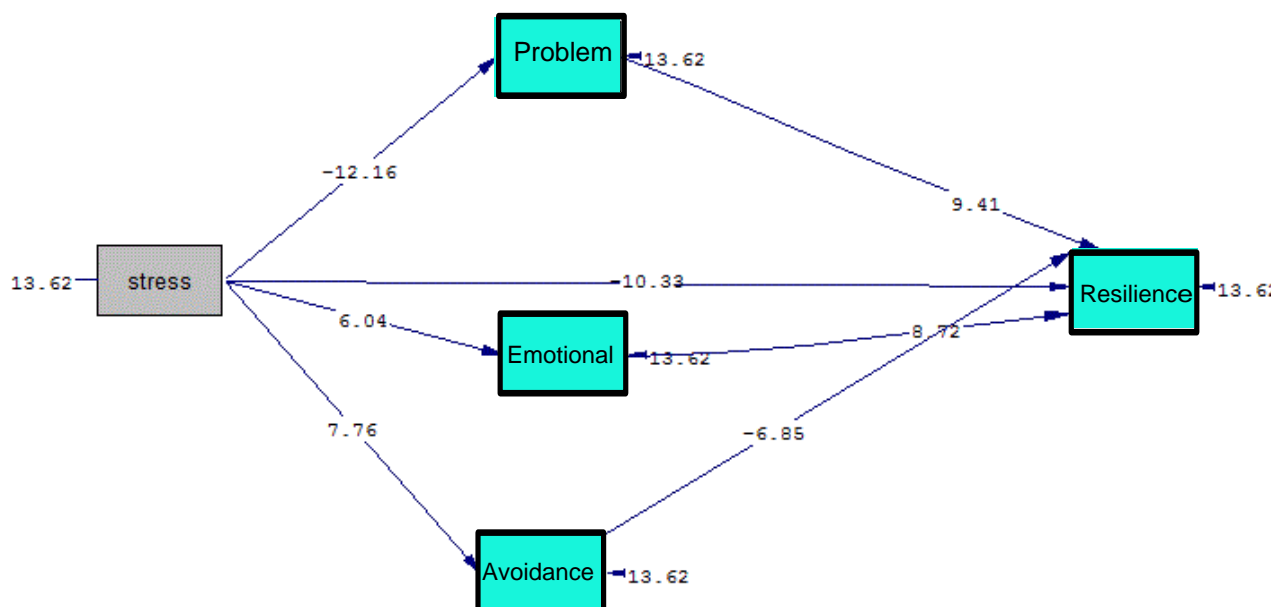 Problem
13.62
-12.16
9.41
stress
13.62
-10.33
Resilience
13.62
6.04
8.72
Emotional
13.62
7.76
-6.85
Avoidance
13.62